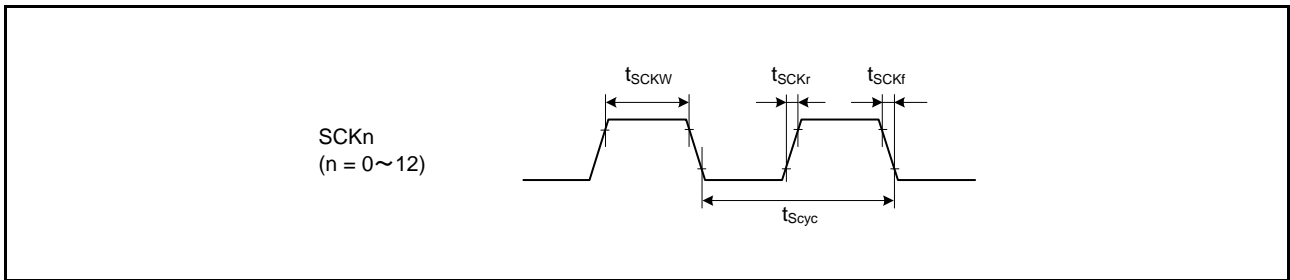 tSCKW
tSCKr
tSCKf
SCKn
(n = 0～12)
tScyc